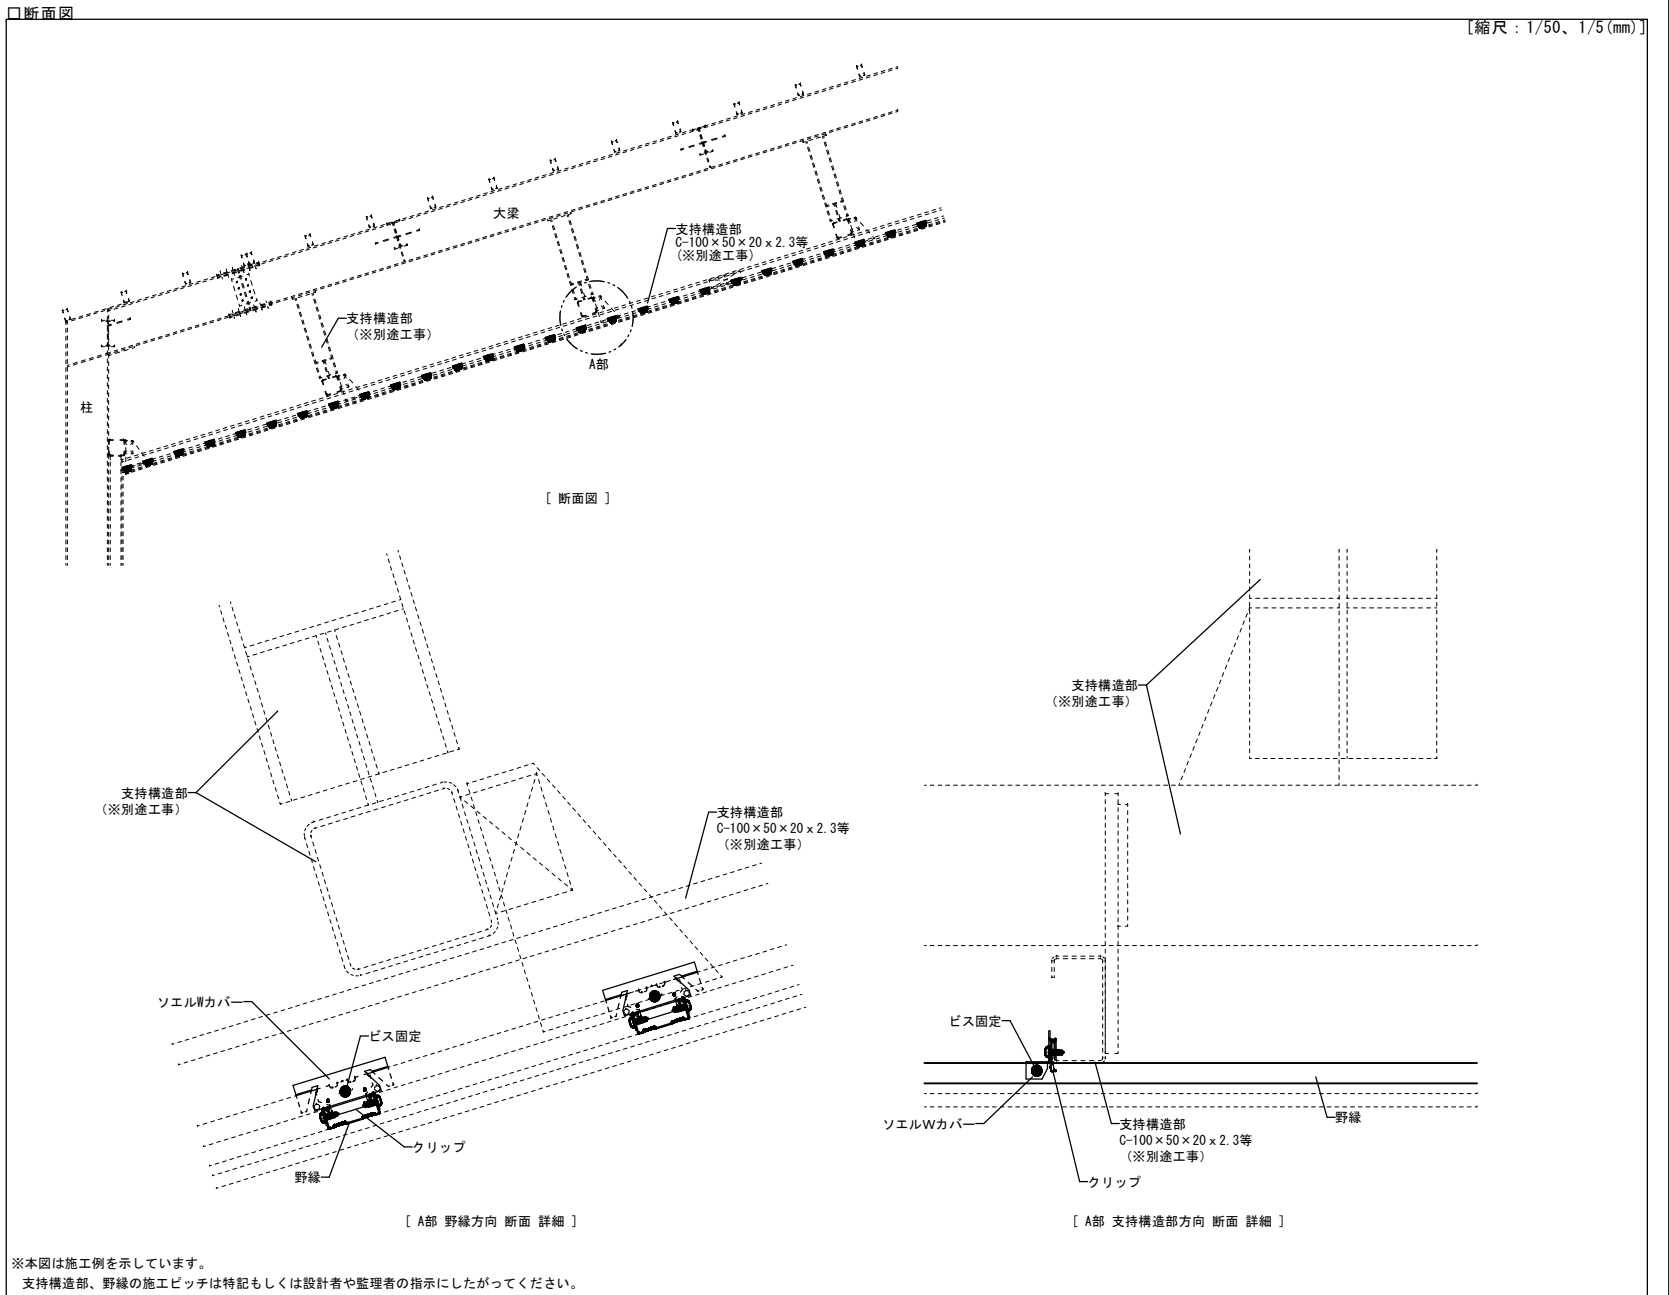 □断面図
[縮尺：1/50、1/5(mm)]
大梁
支持構造部
C-100×50×20 x 2.3等
(※別途工事)
支持構造部
(※別途工事)
A部
柱
[ 断面図 ]
支持構造部
(※別途工事)
支持構造部
C-100×50×20 x 2.3等
(※別途工事)
ソエルWカバー
ビス固定
クリップ
野縁
[ A部 野縁方向 断面 詳細 ]
支持構造部
(※別途工事)
ビス固定
ソエルWカバー
支持構造部
C-100×50×20 x 2.3等
(※別途工事)
野縁
クリップ
[ A部 支持構造部方向 断面 詳細 ]
※本図は施工例を示しています。
支持構造部、野縁の施工ピッチは特記もしくは設計者や監理者の指示にしたがってください。